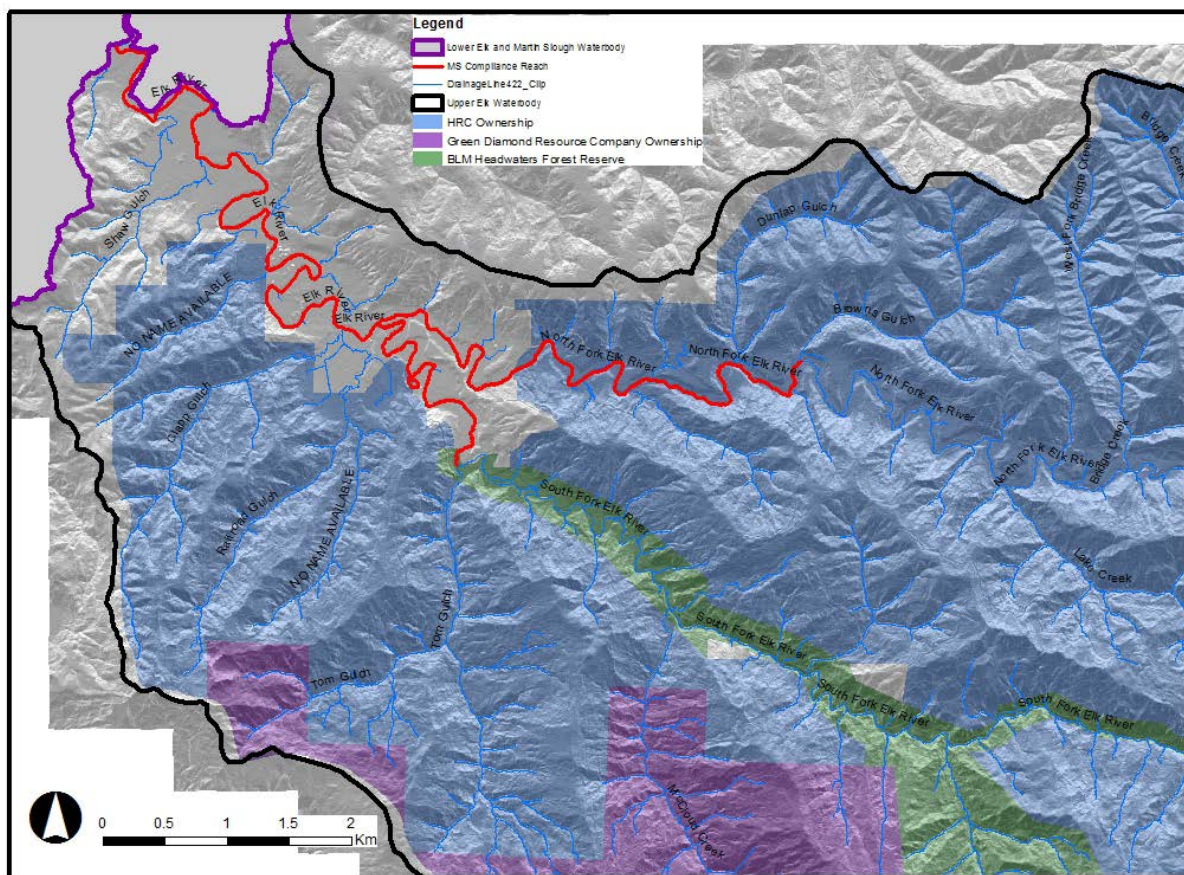 Legend
Lower Elk and Martin Slough Waterbody
MS Compliance Reach
DrainageLine422_Clip
Upper Elk Waterbody
HRC Ownership
Green Diamond Resource Company Ownership
BLM Headwaters Forest Reserve
Elk River
Bridge Creek
West Fork Bridge Creek
Shaw Gulch
Elk River
Dunlap Gulch
NO NAME AVAILABLE
Elk River
Elk River
Browns Gulch
North Fork Elk River
North Fork Elk River
North Fork Elk River
Clapp Gulch
North Fork Elk River
Bridge Creek
Railroad Gulch
NO NAME AVAILABLE
South Fork Elk River
Lake Creek
Tom Gulch
South Fork Elk River
Tom Gulch
South Fork Elk River
South Fork Elk River
McCloud Creek
0 0.5 1 1.5 2
Km